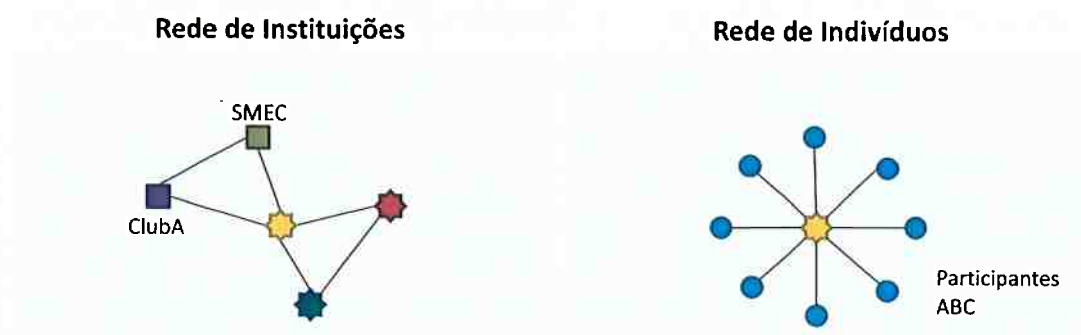 Rede de Instituições
Rede de Indivíduos
SMEC
ClubA
Participantes
ABC